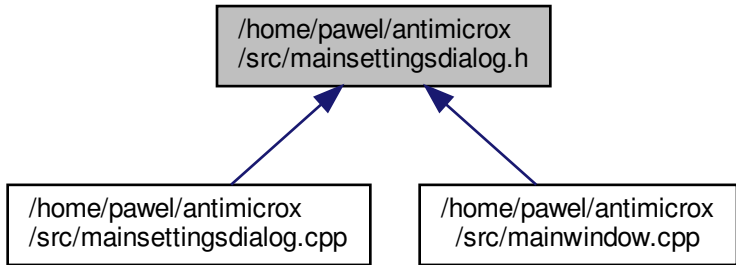 /home/pawel/antimicrox
/src/mainsettingsdialog.h
/home/pawel/antimicrox
/src/mainsettingsdialog.cpp
/home/pawel/antimicrox
/src/mainwindow.cpp